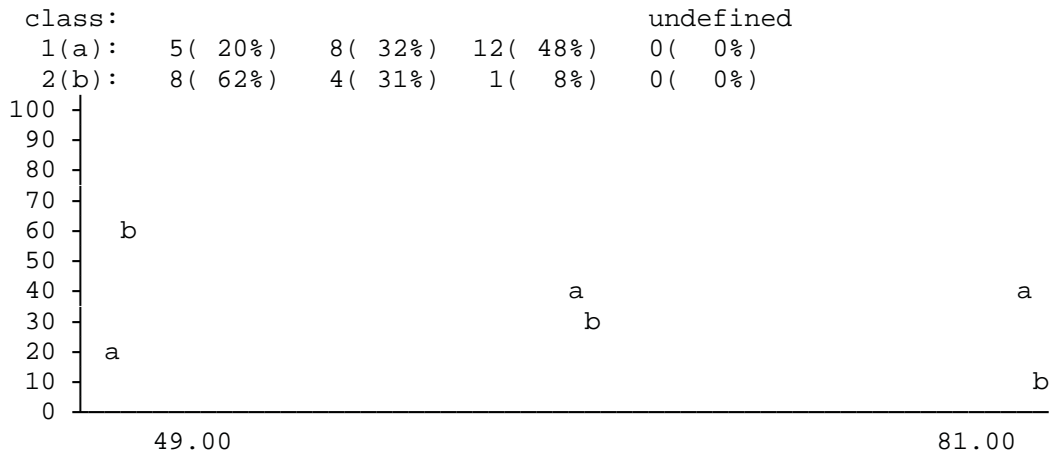 class: undefined
1(a): 5( 20%) 8( 32%) 12( 48%) 0( 0%)
2(b): 8( 62%) 4( 31%) 1( 8%) 0( 0%)
100
90
80
70
60 b
50
40 a a
30 b
20 a
10 b
0
49.00 81.00